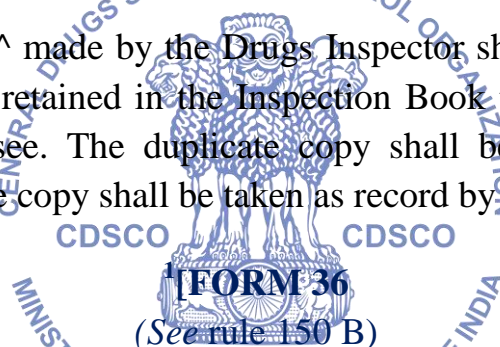 ^ made by the Drugs Inspector sh
retained in the Inspection Book
see. The duplicate copy shall be
copy shall be taken as record by
CDSCO CDSCO
¹[FORM 36
(See rule 150 B)